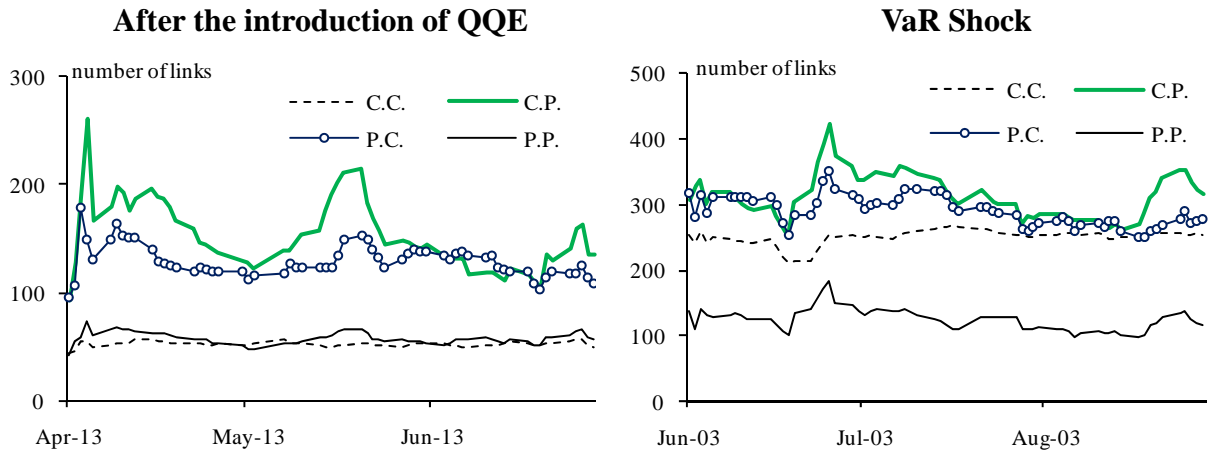 After the introduction of QQE
number of links
300
200
100
0
C.C.
C.P.
P.C.
P.P.
Apr-13
May-13
Jun-13
VaR Shock
number of links
500
400
300
200
100
0
C.C.
C.P.
P.C.
P.P.
Jun-03
Jul-03
Aug-03